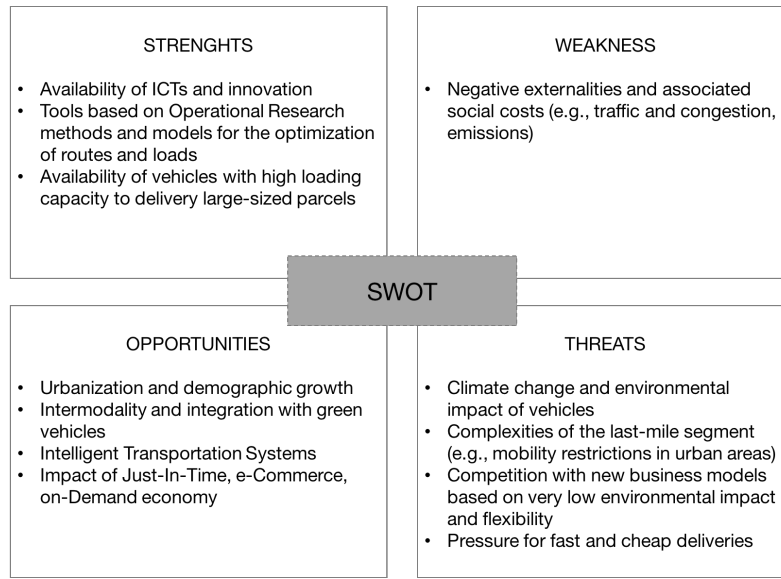 STRENGHTS
• Availability of ICTs and innovation
• Tools based on Operational Research
methods and models for the optimization
of routes and loads
• Availability of vehicles with high loading
capacity to delivery large-sized parcels
WEAKNESS
• Negative externalities and associated
social costs (e.g., traffic and congestion,
emissions)
SWOT
OPPORTUNITIES
• Urbanization and demographic growth
• Intermodality and integration with green
vehicles
• Intelligent Transportation Systems
• Impact of Just-In-Time, e-Commerce,
on-Demand economy
THREATS
• Climate change and environmental
impact of vehicles
• Complexities of the last-mile segment
(e.g., mobility restrictions in urban areas)
• Competition with new business models
based on very low environmental impact
and flexibility
• Pressure for fast and cheap deliveries